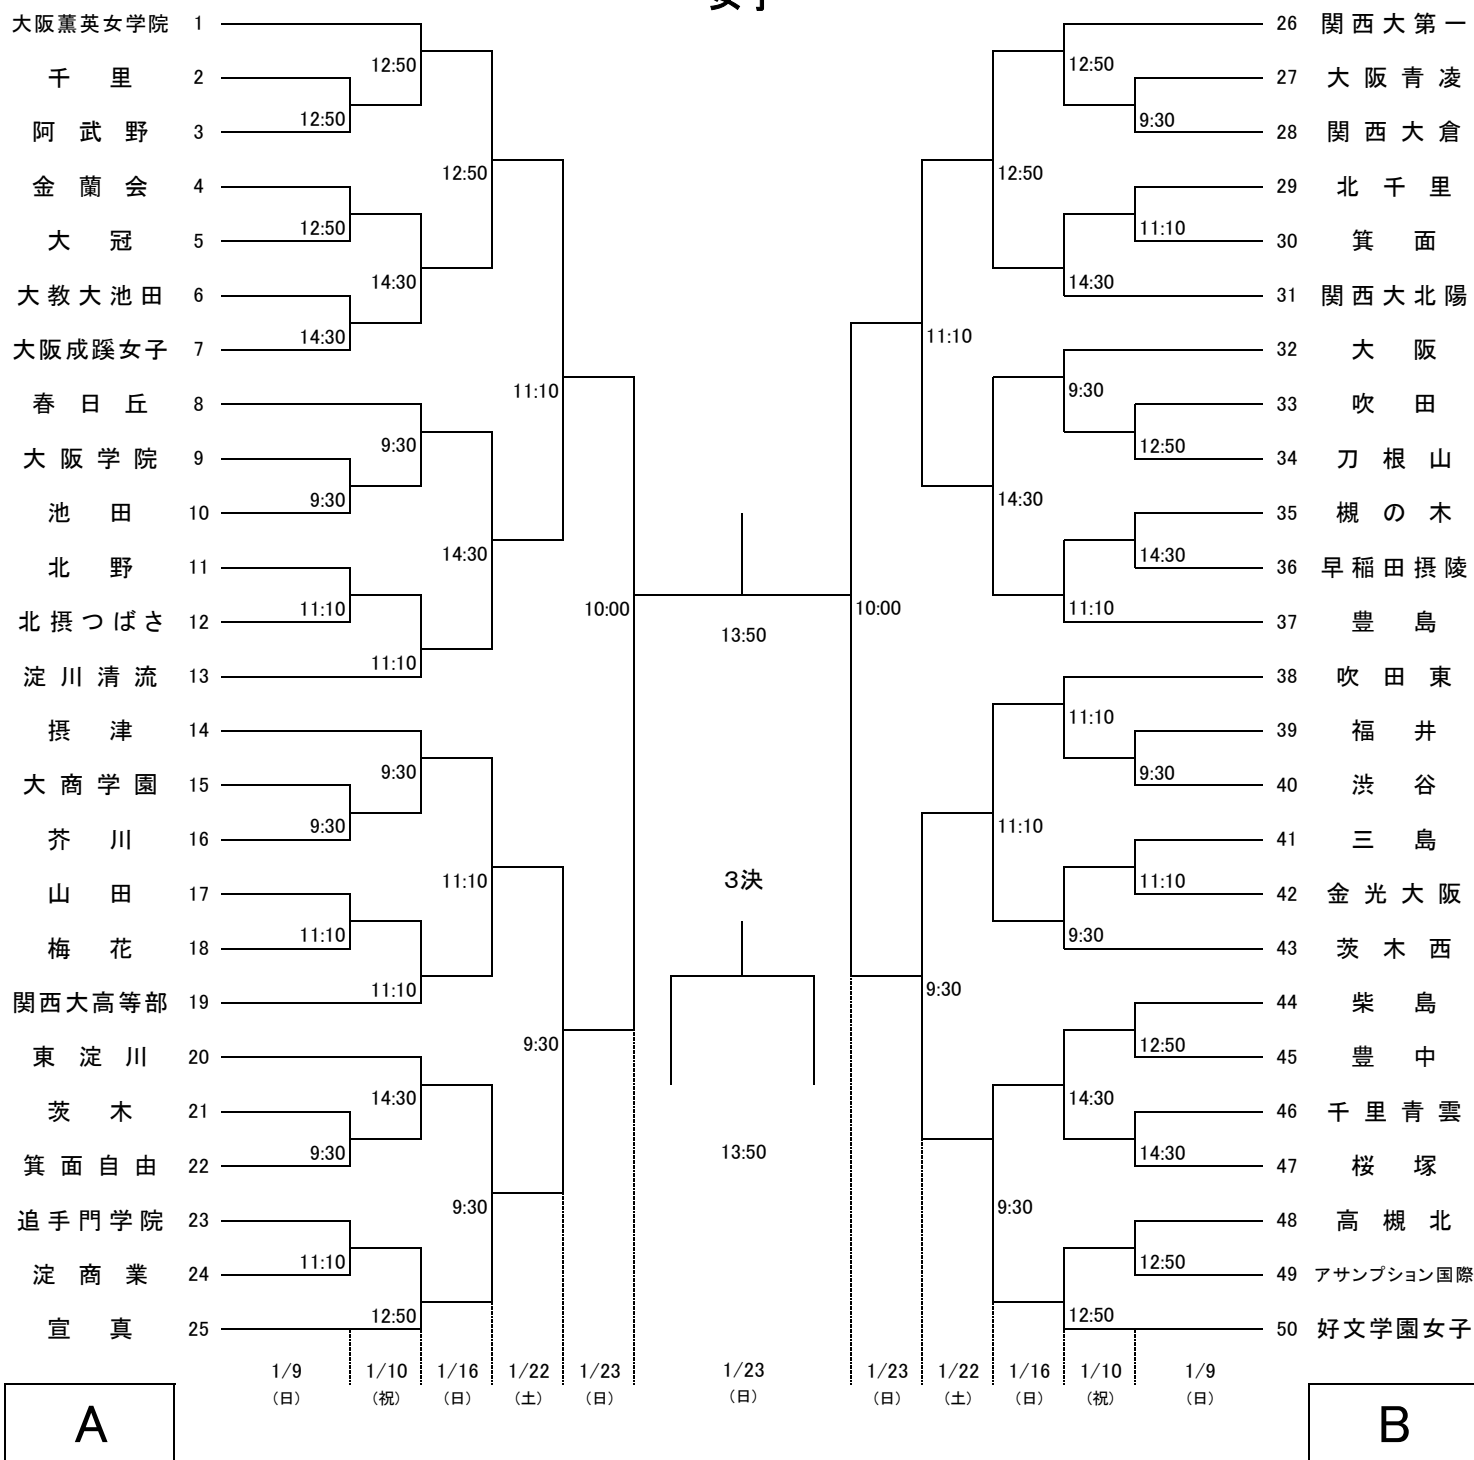 女子
大阪薫英女学院 1
12:50
千里 2
12:50
阿武野 3
12:50
金蘭会 4
12:50
大冠 5
14:30
大教大池田 6
14:30
大阪成蹊女子 7
11:10
春日丘 8
9:30
大阪学院 9
9:30
池田 10
14:30
北野 11
11:10
北摂つばさ 12
11:10
淀川清流 13
10:00
摂津 14
9:30
大商学園 15
9:30
芥川 16
11:10
山田 17
11:10
梅花 18
11:10
関西大高等部 19
9:30
東淀川 20
14:30
茨木 21
9:30
箕面自由 22
9:30
追手門学院 23
11:10
淀商業 24
12:50
宣真 25
13:50
3決
13:50
26 関西大第一
12:50
27 大阪青凌
9:30
28 関西大倉
12:50
29 北千里
11:10
30 箕面
14:30
31 関西大北陽
11:10
32 大阪
9:30
33 吹田
12:50
34 刀根山
14:30
35 槻の木
14:30
36 早稲田摂陵
11:10
37 豊島
10:00
38 吹田東
11:10
39 福井
9:30
40 渋谷
11:10
41 三島
11:10
42 金光大阪
9:30
43 茨木西
9:30
44 柴島
12:50
45 豊中
14:30
46 千里青雲
14:30
47 桜塚
9:30
48 高槻北
12:50
49 アサンプション国際
12:50
50 好文学園女子
1/9 1/10 1/16 1/22 1/23 1/23 1/23 1/22 1/16 1/10 1/9
(日) (祝) (日) (土) (日) (日) (日) (土) (日) (祝) (日)
A B